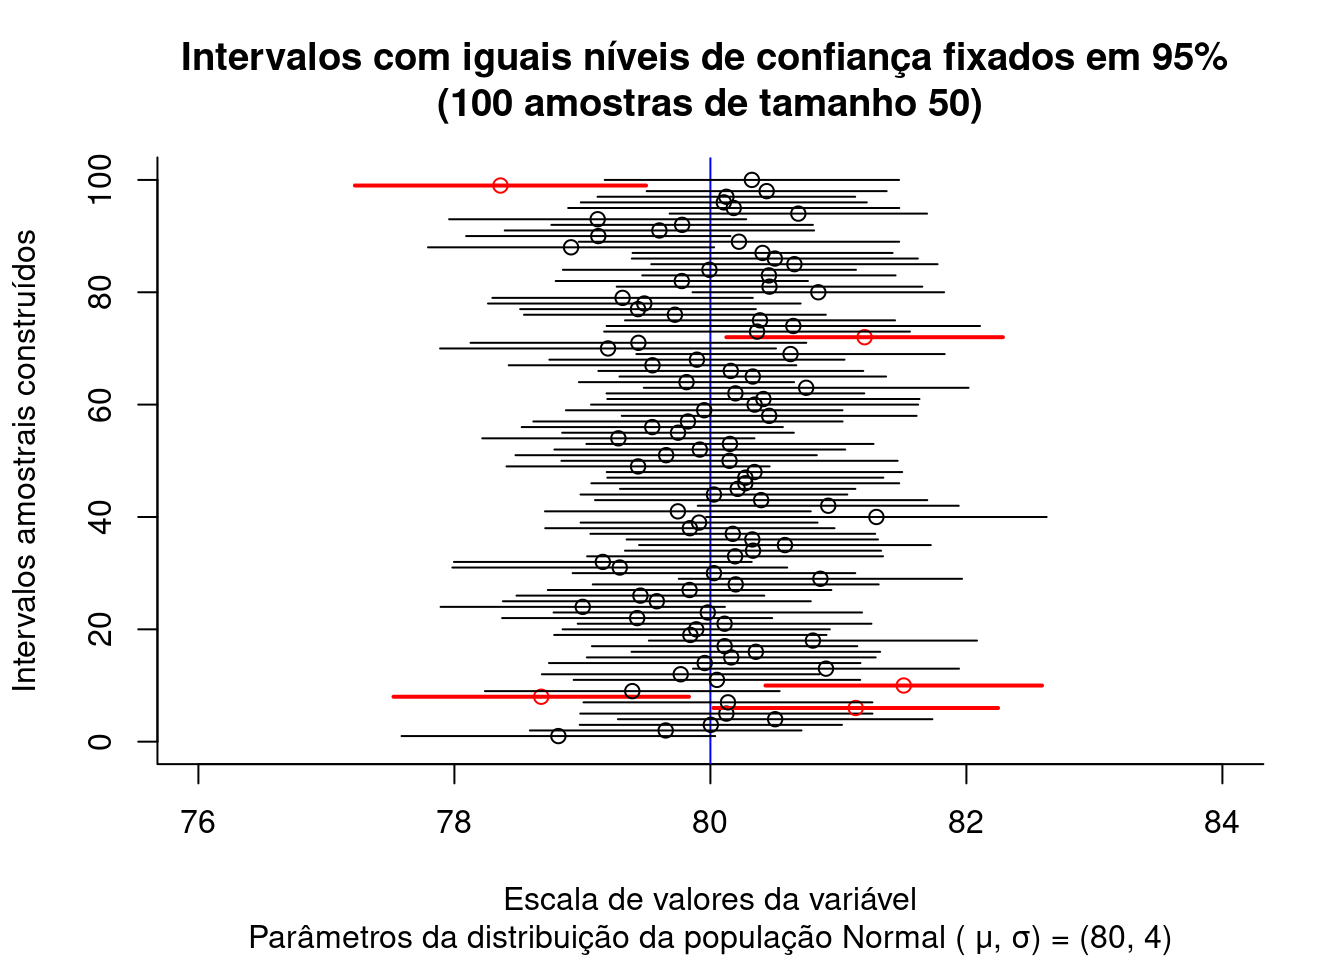 Intervalos com iguais níveis de confiança fixados em 95%
(100 amostras de tamanho 50)
Intervalos amostrais construídos
100
80
60
40
20
0
76 78 80 82 84
Escala de valores da variável
Parâmetros da distribuição da população Normal ( μ, σ) = (80, 4)